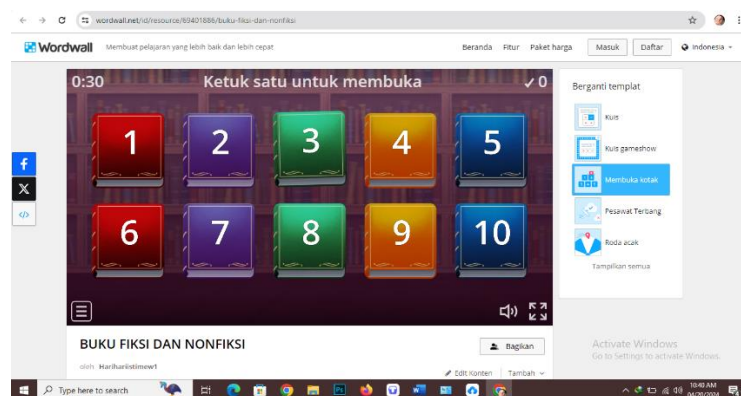 wordwall.net/id/resource/69401886/buku-fiksi-dan-nonfiksi
Wordwall
Membuat pelajaran yang lebih baik dan lebih cepat
Beranda Fitur Paket harga Masuk Daftar Indonesia
0:30 Ketuk satu untuk membuka ✓ 0
1 2 3 4 5
6 7 8 9 10
Berganti templat
Kuis
Kuis gameshow
Membuka kotak
Pesawat Terbang
Roda acak
Tampilkan semua
BUKU FIKSI DAN NONFIKSI
Bagikan
oleh Harihariistimew1
Edit Konten Tambah
Activate Windows
Go to Settings to activate Windows.
Type here to search
10:40 AM
04/20/2024